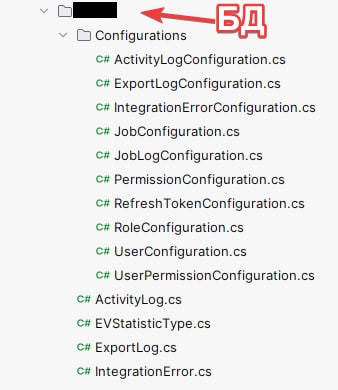 БД
Configurations
C# ActivityLogConfiguration.cs
C# ExportLogConfiguration.cs
C# IntegrationErrorConfiguration.cs
C# JobConfiguration.cs
C# JobLogConfiguration.cs
C# PermissionConfiguration.cs
C# RefreshTokenConfiguration.cs
C# RoleConfiguration.cs
C# UserConfiguration.cs
C# UserPermissionConfiguration.cs
C# ActivityLog.cs
C# EVStatisticType.cs
C# ExportLog.cs
C# IntegrationError.cs